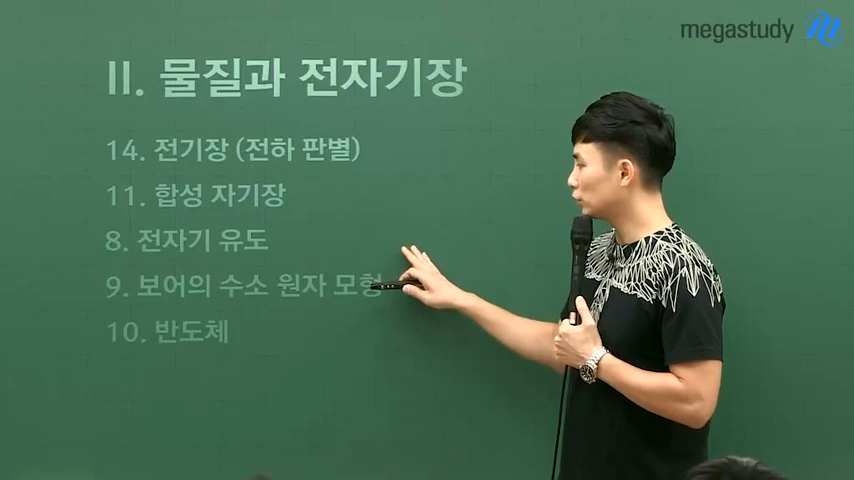 megastudy
II. 물질과 전자기장
14. 전기장 (전하 판별)
11. 합성 자기장
8. 전자기 유도
9. 보어의 수소 원자 모형
10. 반도체